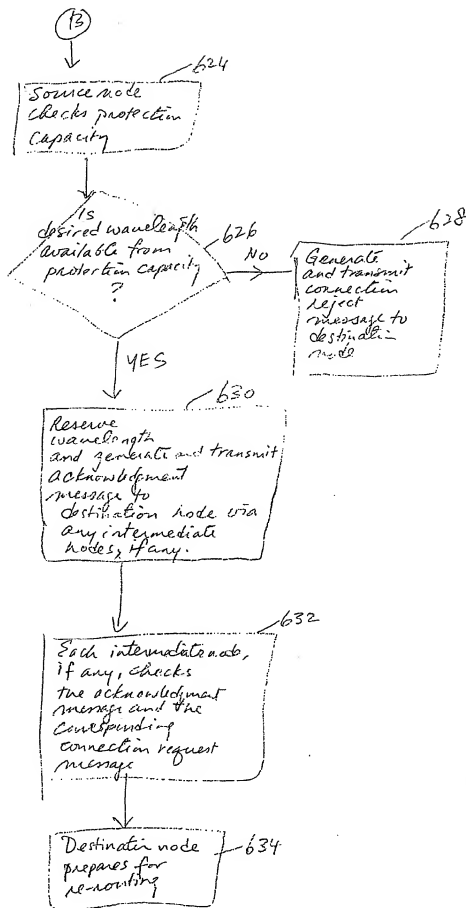 B
624
Source node
checks protection
capacity
Is
desired wavelength
available from
protection capacity
?
626
NO
628
Generate
and transmit
connection
reject
message to
destination
node
YES
630
Reserve
wavelength
and generate and transmit
acknowledgment
message to
destination node via
any intermediate
nodes, if any.
632
Each intermediate node,
if any, checks
the acknowledgment
message and the
corresponding
connection request
message
Destination node
prepares for
re-routing
634